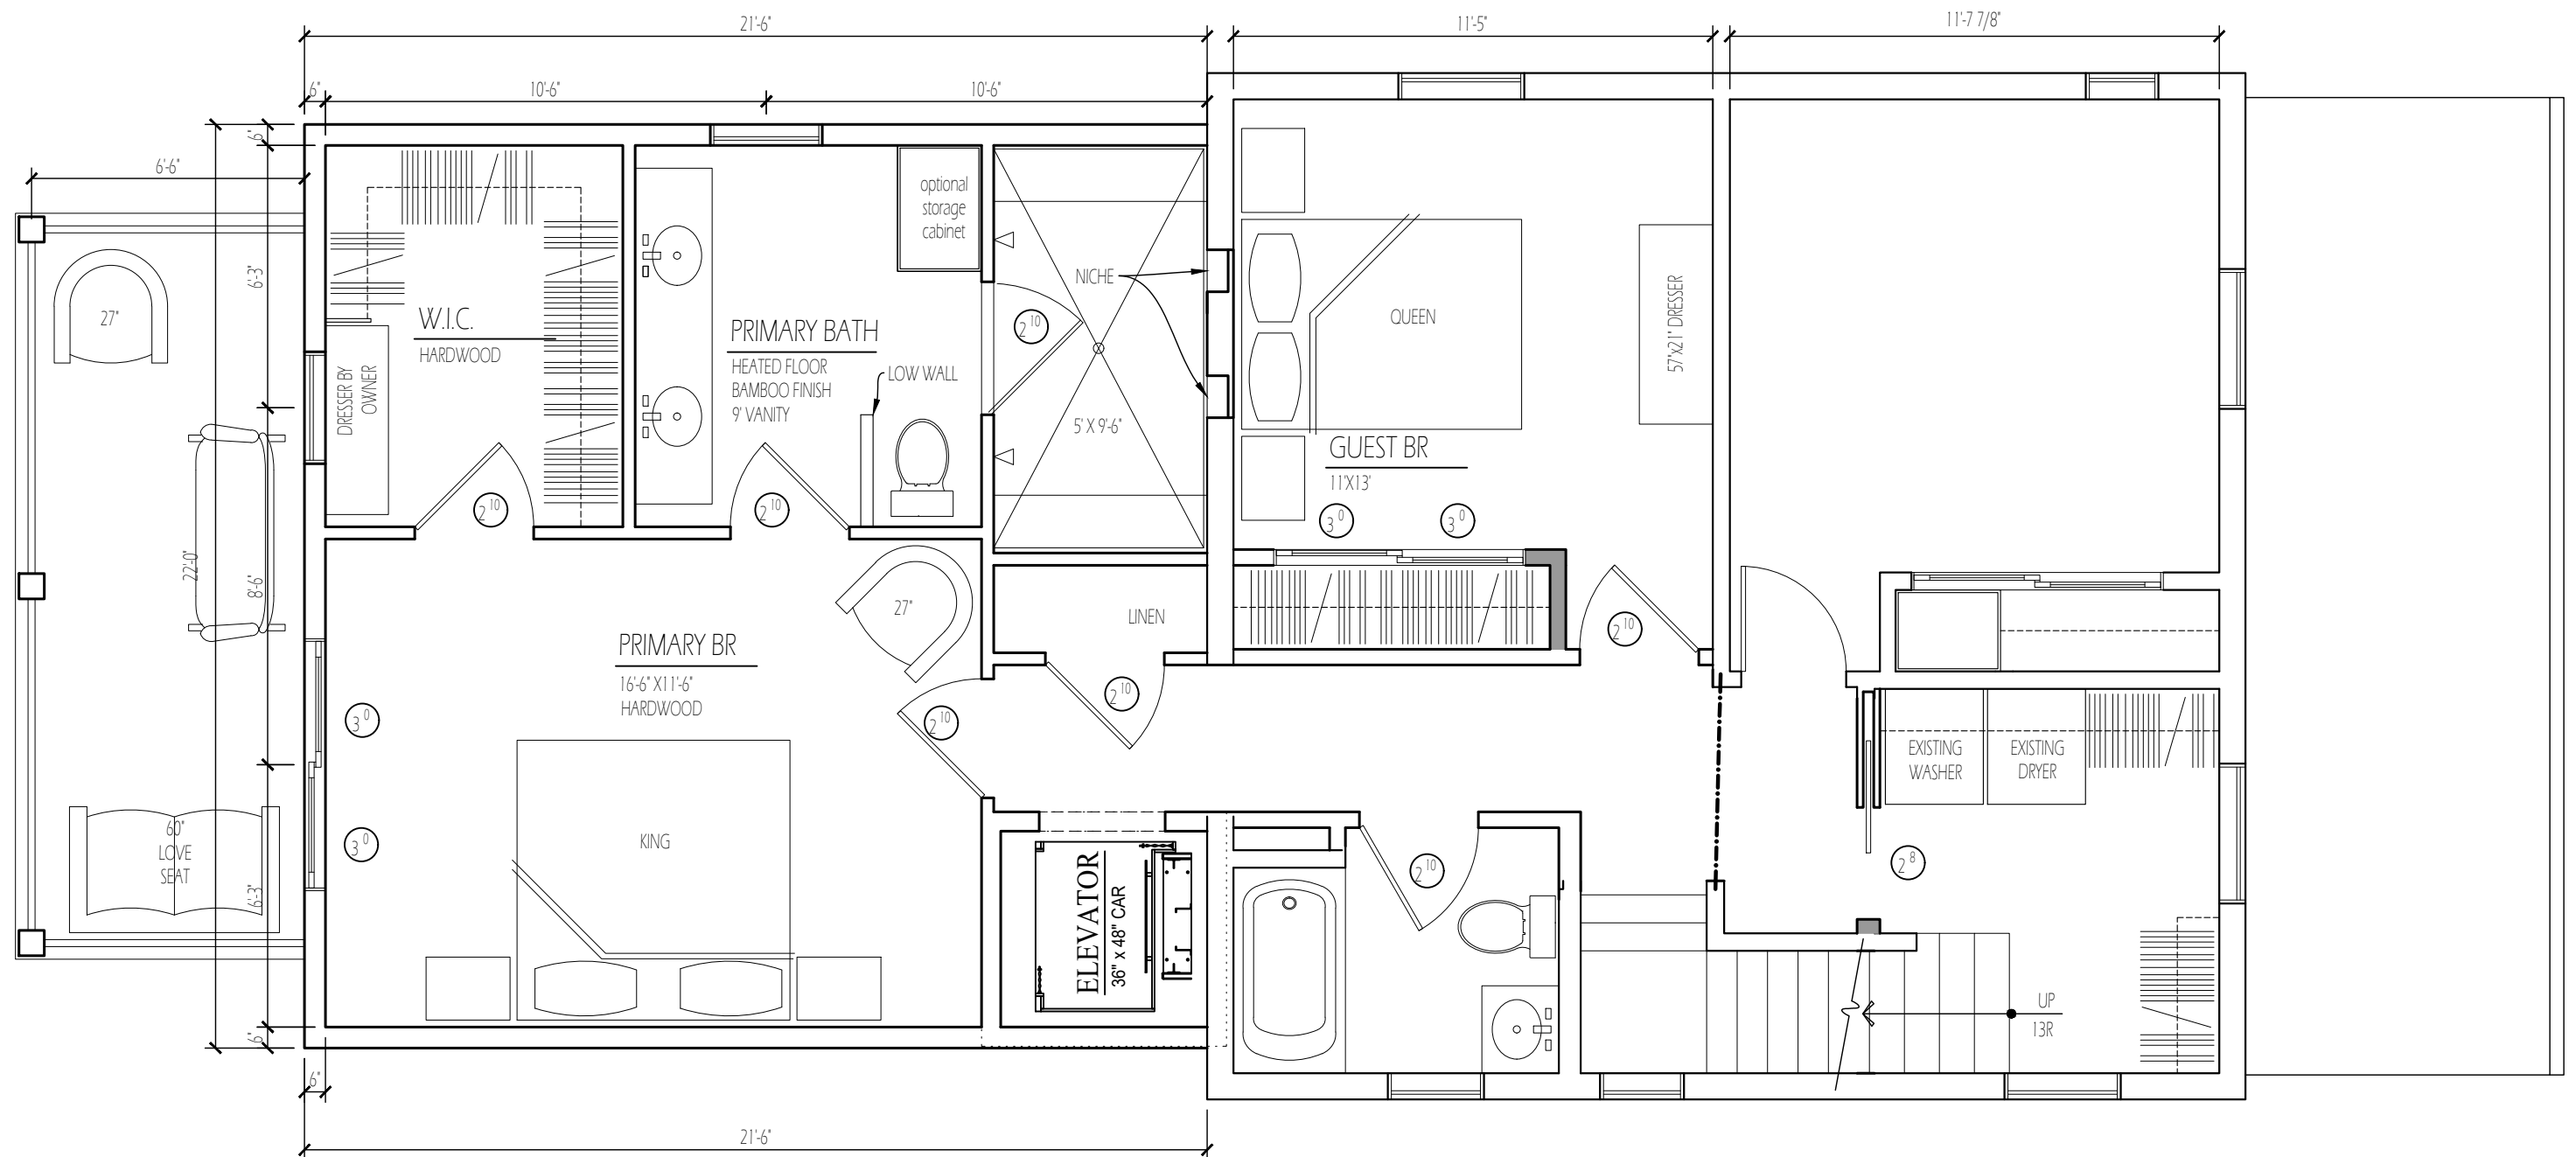 21'-6"
11'-5"
11'-7 7/8"
6"
10'-6"
10'-6"
6"
6'-6"
optional
storage
cabinet
6'-3"
NICHE
27"
W.I.C.
HARDWOOD
PRIMARY BATH
HEATED FLOOR
BAMBOO FINISH
9' VANITY
2 10
QUEEN
57"x21" DRESSER
DRESSER BY
OWNER
LOW WALL
5' X 9'-6"
GUEST BR
11'X13'
2 10
2 10
3 0
3 0
22'-0"
8'-6"
27"
LINEN
2 10
PRIMARY BR
16'-6" X11'-6"
HARDWOOD
2 10
2 10
3 0
EXISTING
WASHER
EXISTING
DRYER
60"
LOVE
SEAT
3 0
KING
6'-3"
ELEVATOR
36" x 48" CAR
2 10
2 8
UP
13R
6"
6"
21'-6"